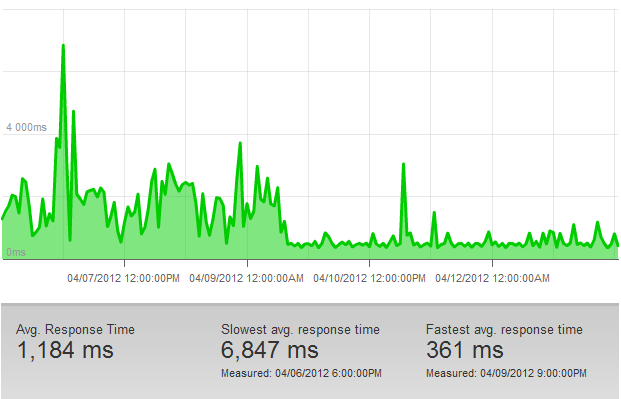 4 000ms
0ms
04/07/2012 12:00:00PM 04/09/2012 12:00:00AM 04/10/2012 12:00:00PM 04/12/2012 12:00:00AM
Avg. Response Time Slowest avg. response time Fastest avg. response time
1,184 ms 6,847 ms 361 ms
Measured: 04/06/2012 6:00:00PM Measured: 04/09/2012 9:00:00PM